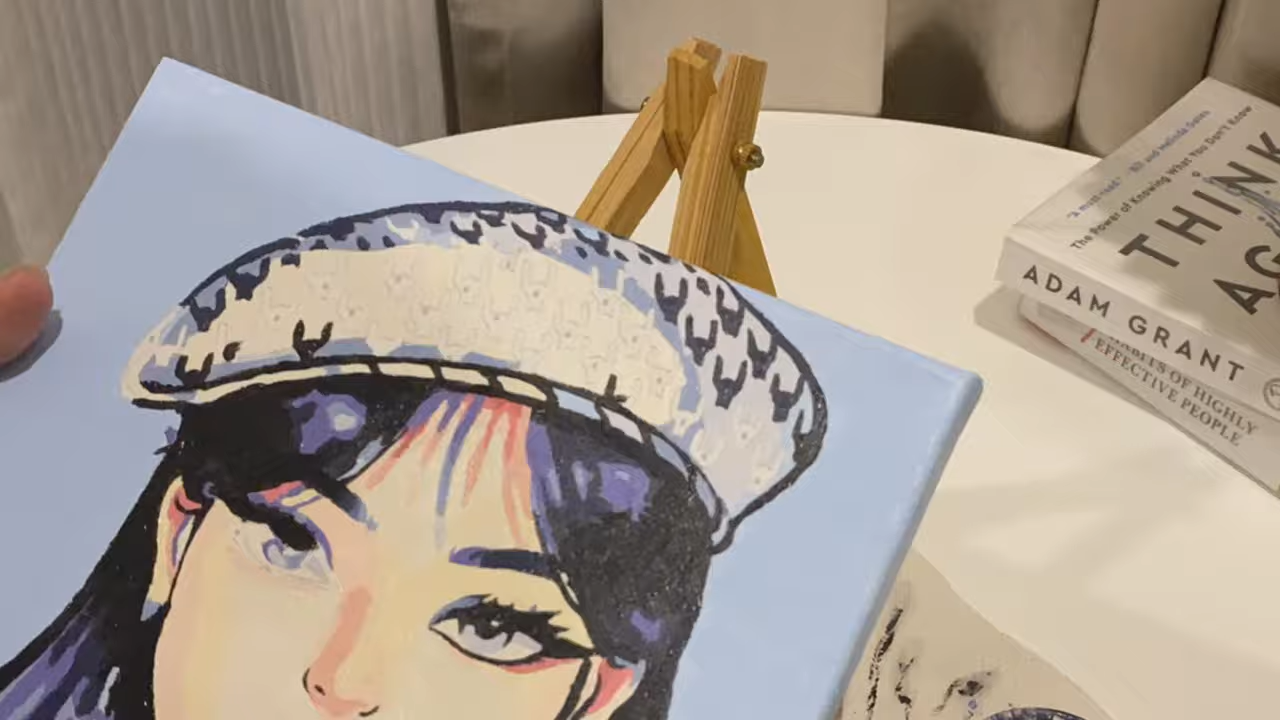 "A must-read." —Bill and Melinda Gates
The Power of Knowing What You Don't Know
THINK
AG
ADAM GRANT
7 HABITS OF HIGHLY
EFFECTIVE PEOPLE